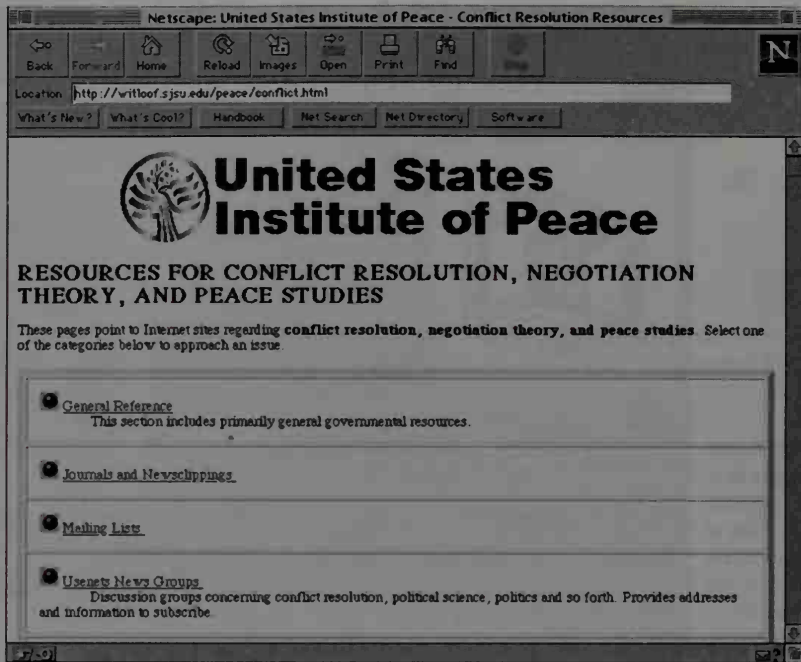 Netscape: United States Institute of Peace - Conflict Resolution Resources
Back Forward Home Reload Images Open Print Find Stop
N
Location http://witloof.sjsu.edu/peace/conflict.html
What's New? What's Cool? Handbook Net Search Net Directory Software
United States
Institute of Peace
RESOURCES FOR CONFLICT RESOLUTION, NEGOTIATION
THEORY, AND PEACE STUDIES
These pages point to Internet sites regarding conflict resolution, negotiation theory, and peace studies. Select one
of the categories below to approach an issue
General Reference
This section includes primarily general governmental resources.
Journals and Newsclippings
Mailing Lists
Usenets News Groups
Discussion groups concerning conflict resolution, political science, politics and so forth. Provides addresses
and information to subscribe
?